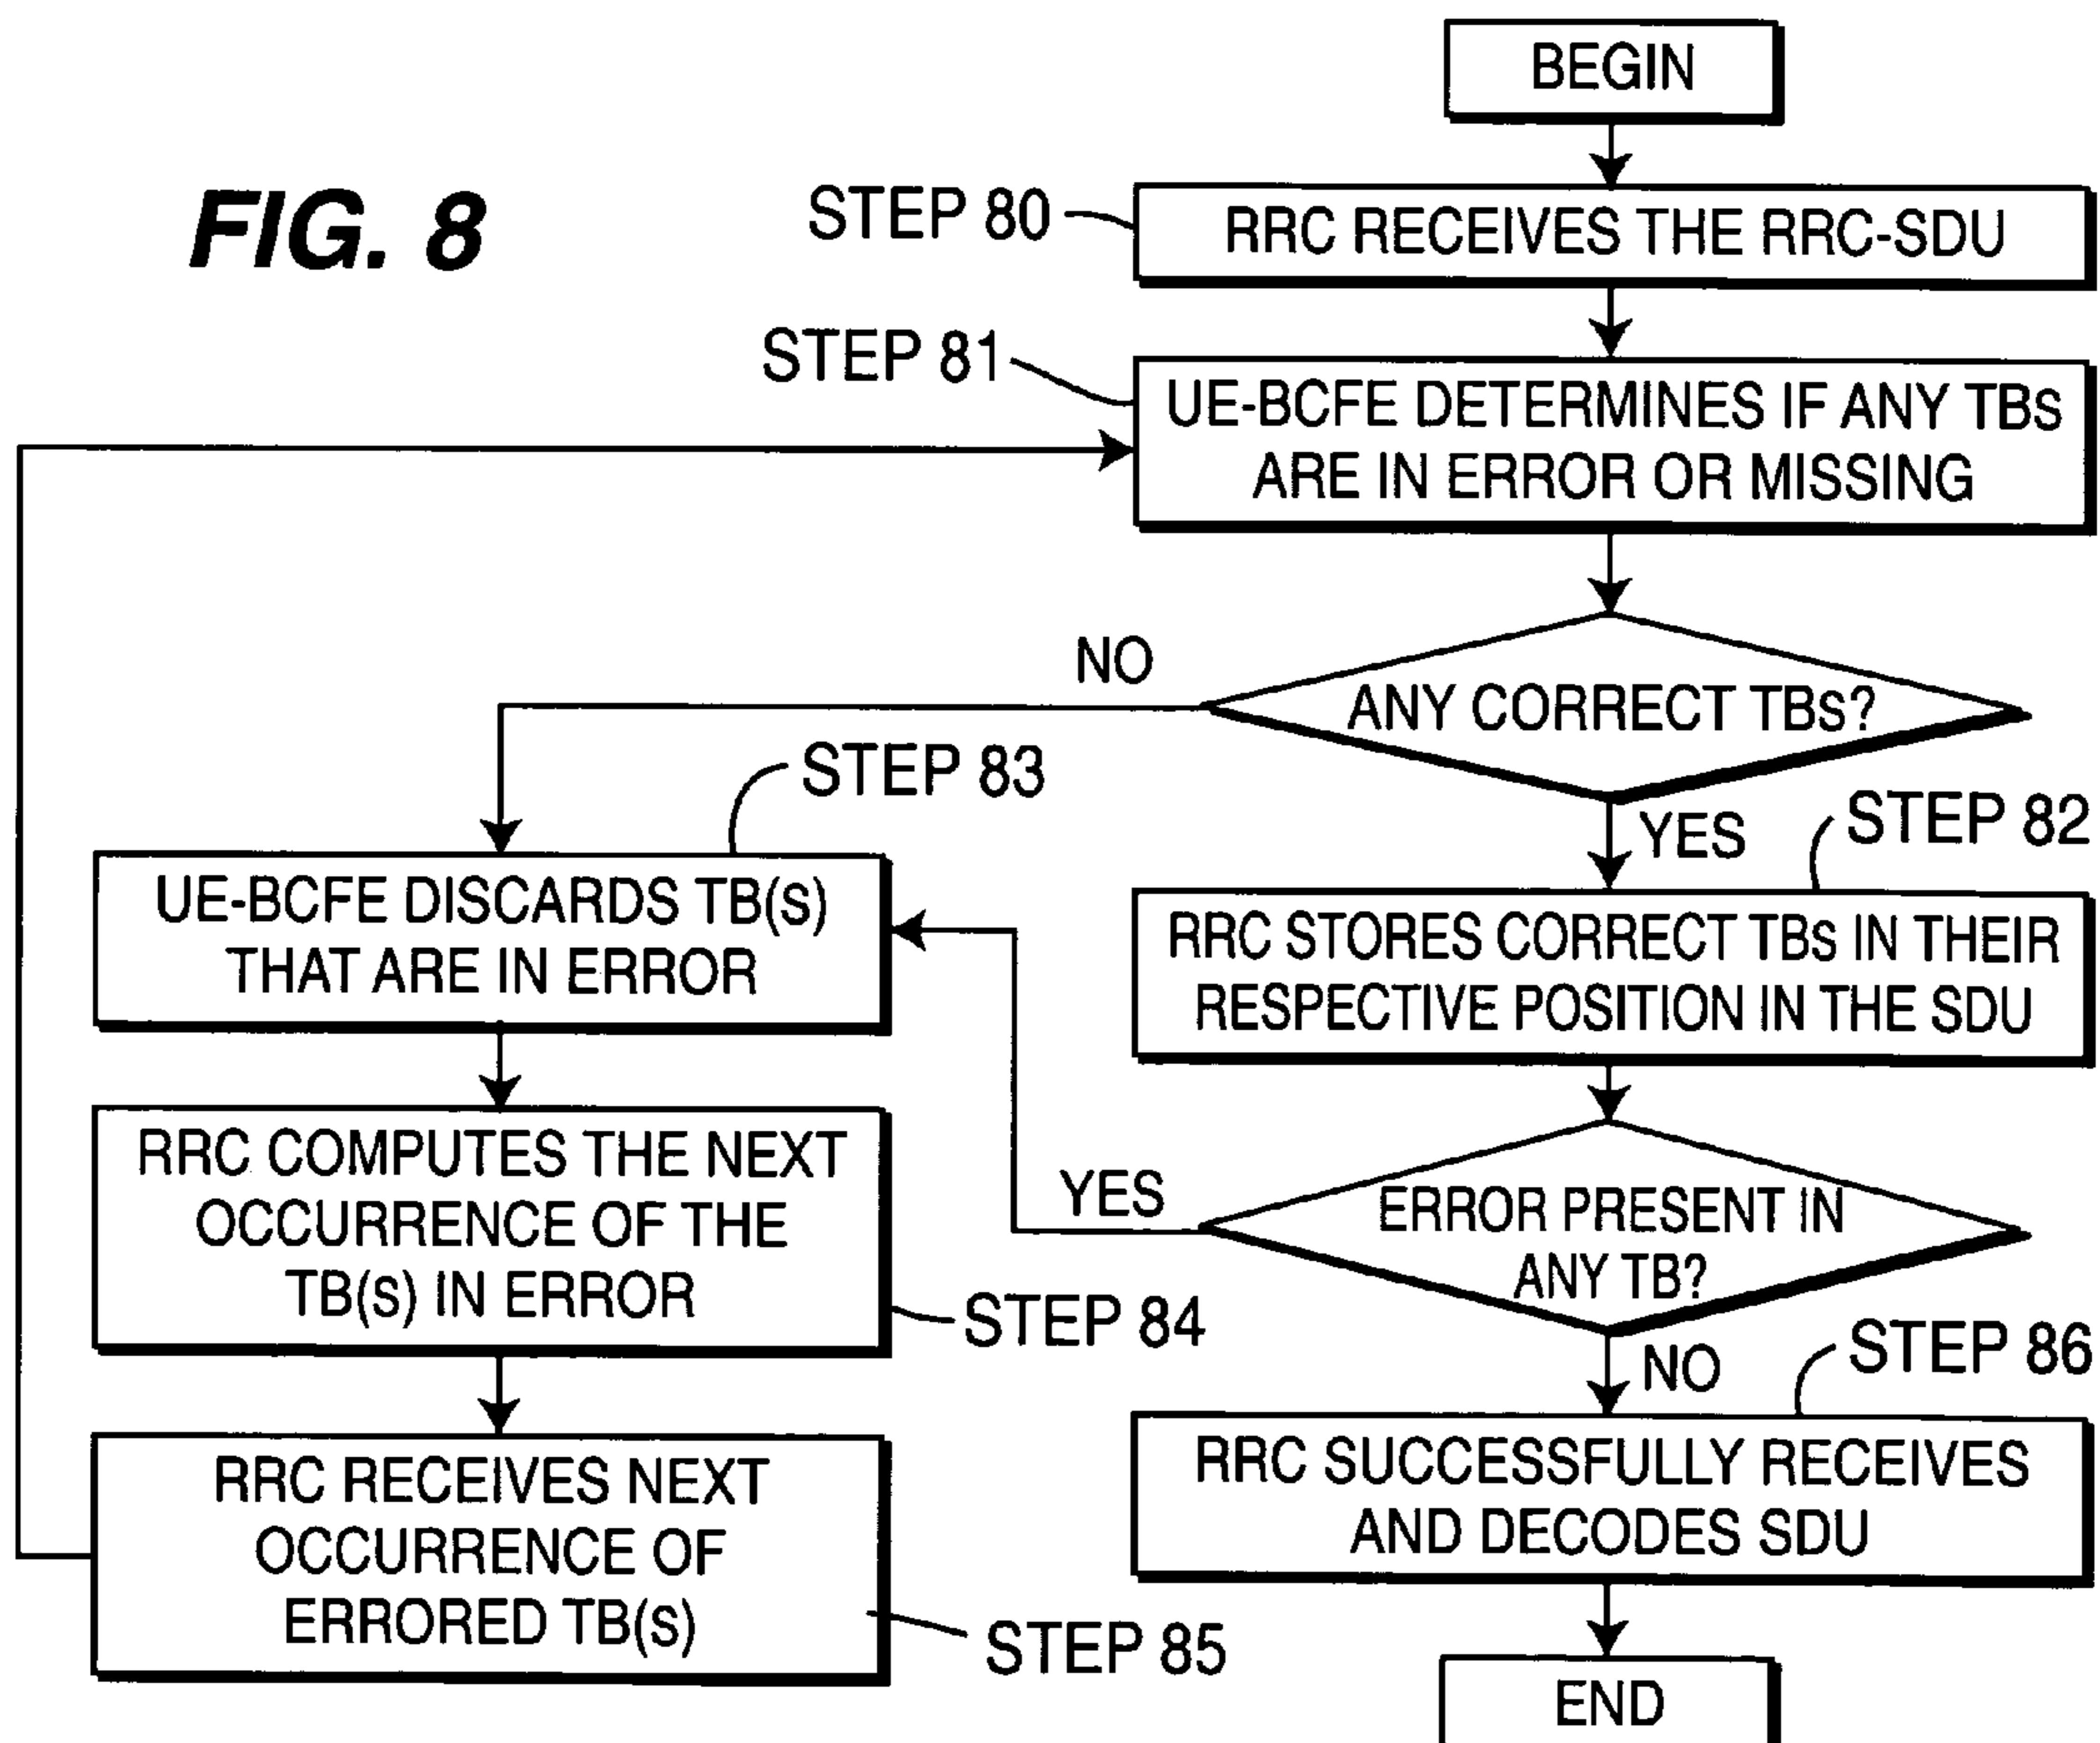 FIG. 8
BEGIN
STEP 80
RRC RECEIVES THE RRC-SDU
STEP 81
UE-BCFE DETERMINES IF ANY TBs
ARE IN ERROR OR MISSING
NO
ANY CORRECT TBs?
YES
STEP 82
RRC STORES CORRECT TBs IN THEIR
RESPECTIVE POSITION IN THE SDU
STEP 83
UE-BCFE DISCARDS TB(s)
THAT ARE IN ERROR
RRC COMPUTES THE NEXT
OCCURRENCE OF THE
TB(s) IN ERROR
STEP 84
YES
ERROR PRESENT IN
ANY TB?
NO
STEP 86
RRC RECEIVES NEXT
OCCURRENCE OF
ERRORED TB(s)
STEP 85
RRC SUCCESSFULLY RECEIVES
AND DECODES SDU
END